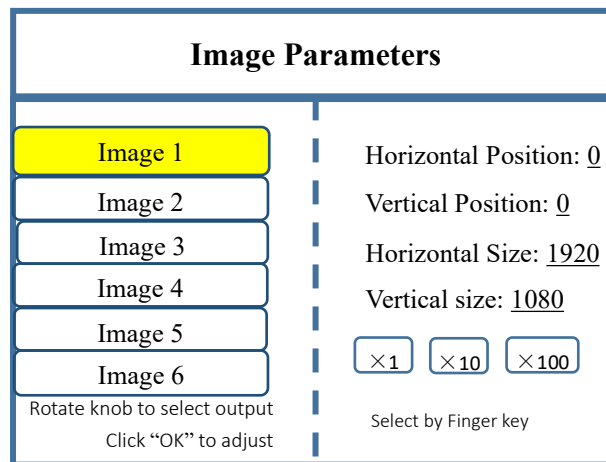 Image Parameters
Image 1
Image 2
Image 3
Image 4
Image 5
Image 6
Rotate knob to select output
Click “OK” to adjust
Horizontal Position: 0
Vertical Position: 0
Horizontal Size: 1920
Vertical size: 1080
×1 ×10 ×100
Select by Finger key